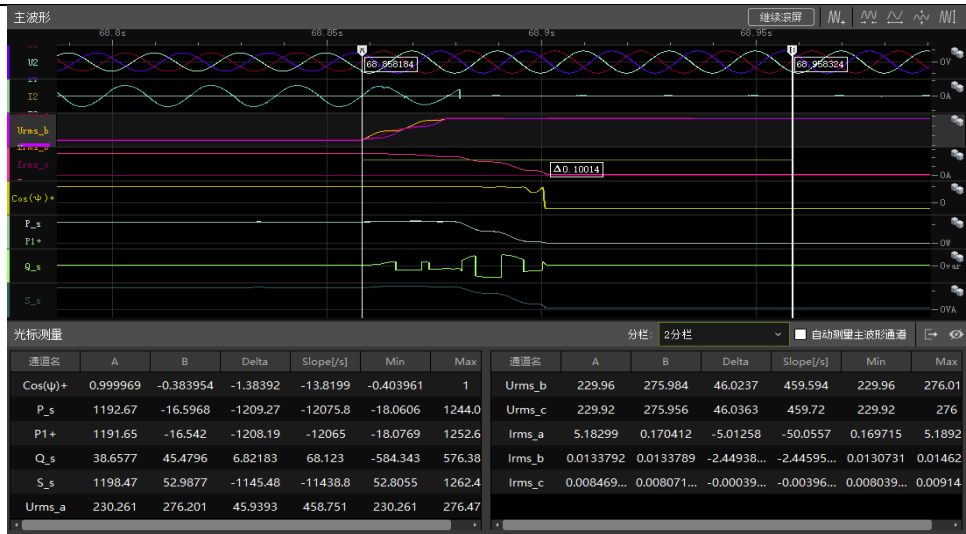 主波形
继续滚屏
68.8s 68.85s 68.9s 68.95s
A B
U2
68.858184 68.958324
0V
I2
0A
Urms_b
Irms_c
Δ0.10014
0A
Cos(ψ)+
0
P_s
P1+
0W
Q_s
0var
S_s
0VA
光标测量
分栏: 2分栏
自动测量主波形通道
通道名 A B Delta Slope[/s] Min Max
Cos(ψ)+ 0.999969 -0.383954 -1.38392 -13.8199 -0.403961 1
P_s 1192.67 -16.5968 -1209.27 -12075.8 -18.0606 1244.0
P1+ 1191.65 -16.542 -1208.19 -12065 -18.0769 1252.6
Q_s 38.6577 45.4796 6.82183 68.123 -584.343 576.38
S_s 1198.47 52.9877 -1145.48 -11438.8 52.8055 1262.4
Urms_a 230.261 276.201 45.9393 458.751 230.261 276.47
通道名 A B Delta Slope[/s] Min Max
Urms_b 229.96 275.984 46.0237 459.594 229.96 276.01
Urms_c 229.92 275.956 46.0363 459.72 229.92 276
Irms_a 5.18299 0.170412 -5.01258 -50.0557 0.169715 5.1892
Irms_b 0.0133792 0.0133789 -2.44938... -2.44595... 0.0130731 0.01462
Irms_c 0.008469... 0.008071... -0.00039... -0.00396... 0.008039... 0.00914